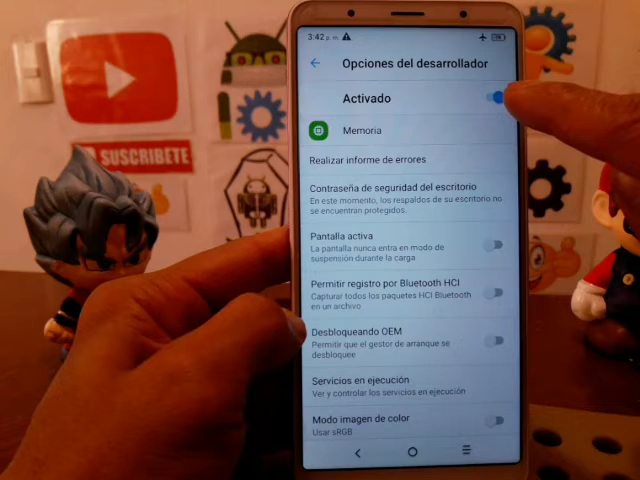 3:42 p. m.
Opciones del desarrollador
Activado
Memoria
Realizar informe de errores
Contraseña de seguridad del escritorio
En este momento, los respaldos de su escritorio no
se encuentran protegidos.
Pantalla activa
La pantalla nunca entra en modo de
suspensión durante la carga
Permitir registro por Bluetooth HCI
Capturar todos los paquetes HCI Bluetooth
en un archivo
Desbloqueando OEM
Permitir que el gestor de arranque se
desbloquee
Servicios en ejecución
Ver y controlar los servicios en ejecución
Modo imagen de color
Usar sRGB
SUSCRIBETE